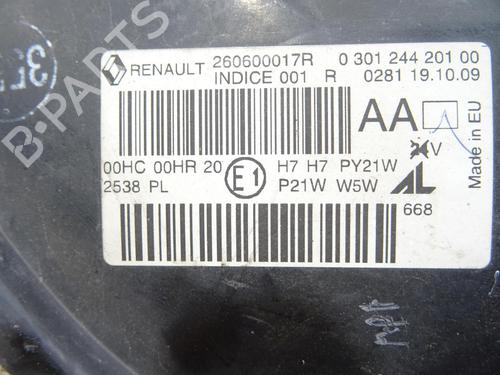 RENAULT 260600017R 0 301 244 201 00
INDICE 001 R 0281 19.10.09
AA
Made in EU
00HC 00HR 20 E1 H7 H7 PY21W
2538 PL P21W W5W AL
668
B-PARTS